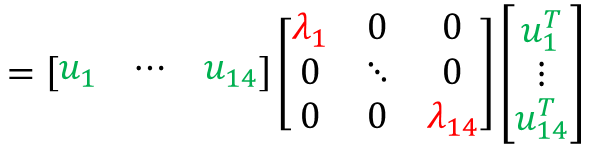 = [u₁ ⋯ u₁₄] [λ₁ 0 0] [u₁ᵀ]
[0 ⋱ 0] [⋮]
[0 0 λ₁₄] [u₁₄ᵀ]